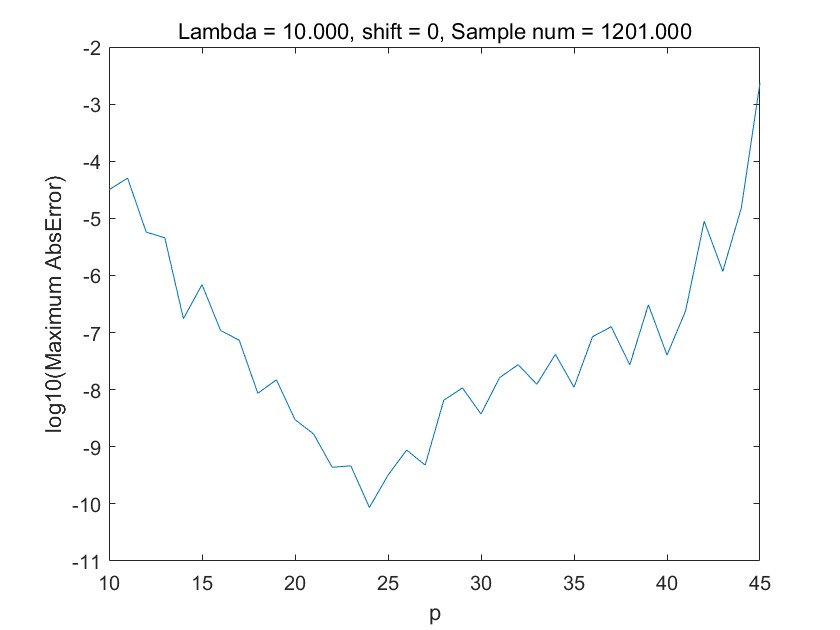 Lambda = 10.000, shift = 0, Sample num = 1201.000
log10(Maximum AbsError)
-2
-3
-4
-5
-6
-7
-8
-9
-10
-11
10 15 20 25 30 35 40 45
p